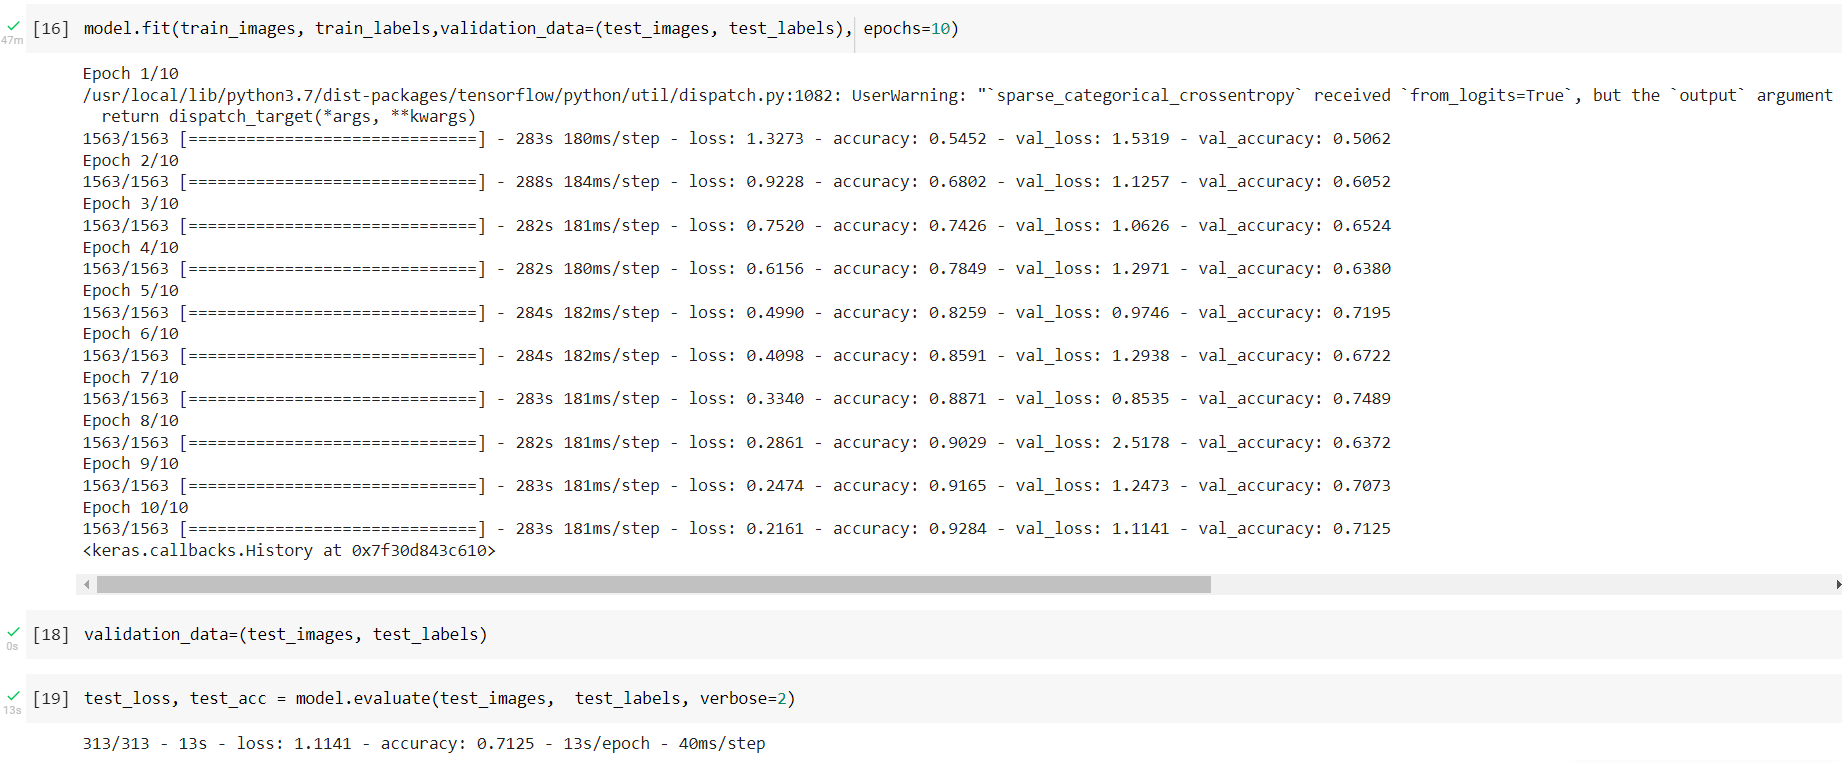 [16] model.fit(train_images, train_labels,validation_data=(test_images, test_labels), epochs=10)
47m
Epoch 1/10
/usr/local/lib/python3.7/dist-packages/tensorflow/python/util/dispatch.py:1082: UserWarning: "`sparse_categorical_crossentropy` received `from_logits=True`, but the `output` argument
  return dispatch_target(*args, **kwargs)
1563/1563 [==============================] - 283s 180ms/step - loss: 1.3273 - accuracy: 0.5452 - val_loss: 1.5319 - val_accuracy: 0.5062
Epoch 2/10
1563/1563 [==============================] - 288s 184ms/step - loss: 0.9228 - accuracy: 0.6802 - val_loss: 1.1257 - val_accuracy: 0.6052
Epoch 3/10
1563/1563 [==============================] - 282s 181ms/step - loss: 0.7520 - accuracy: 0.7426 - val_loss: 1.0626 - val_accuracy: 0.6524
Epoch 4/10
1563/1563 [==============================] - 282s 180ms/step - loss: 0.6156 - accuracy: 0.7849 - val_loss: 1.2971 - val_accuracy: 0.6380
Epoch 5/10
1563/1563 [==============================] - 284s 182ms/step - loss: 0.4990 - accuracy: 0.8259 - val_loss: 0.9746 - val_accuracy: 0.7195
Epoch 6/10
1563/1563 [==============================] - 284s 182ms/step - loss: 0.4098 - accuracy: 0.8591 - val_loss: 1.2938 - val_accuracy: 0.6722
Epoch 7/10
1563/1563 [==============================] - 283s 181ms/step - loss: 0.3340 - accuracy: 0.8871 - val_loss: 0.8535 - val_accuracy: 0.7489
Epoch 8/10
1563/1563 [==============================] - 282s 181ms/step - loss: 0.2861 - accuracy: 0.9029 - val_loss: 2.5178 - val_accuracy: 0.6372
Epoch 9/10
1563/1563 [==============================] - 283s 181ms/step - loss: 0.2474 - accuracy: 0.9165 - val_loss: 1.2473 - val_accuracy: 0.7073
Epoch 10/10
1563/1563 [==============================] - 283s 181ms/step - loss: 0.2161 - accuracy: 0.9284 - val_loss: 1.1141 - val_accuracy: 0.7125
<keras.callbacks.History at 0x7f30d843c610>
[18] validation_data=(test_images, test_labels)
0s
[19] test_loss, test_acc = model.evaluate(test_images,  test_labels, verbose=2)
13s
313/313 - 13s - loss: 1.1141 - accuracy: 0.7125 - 13s/epoch - 40ms/step